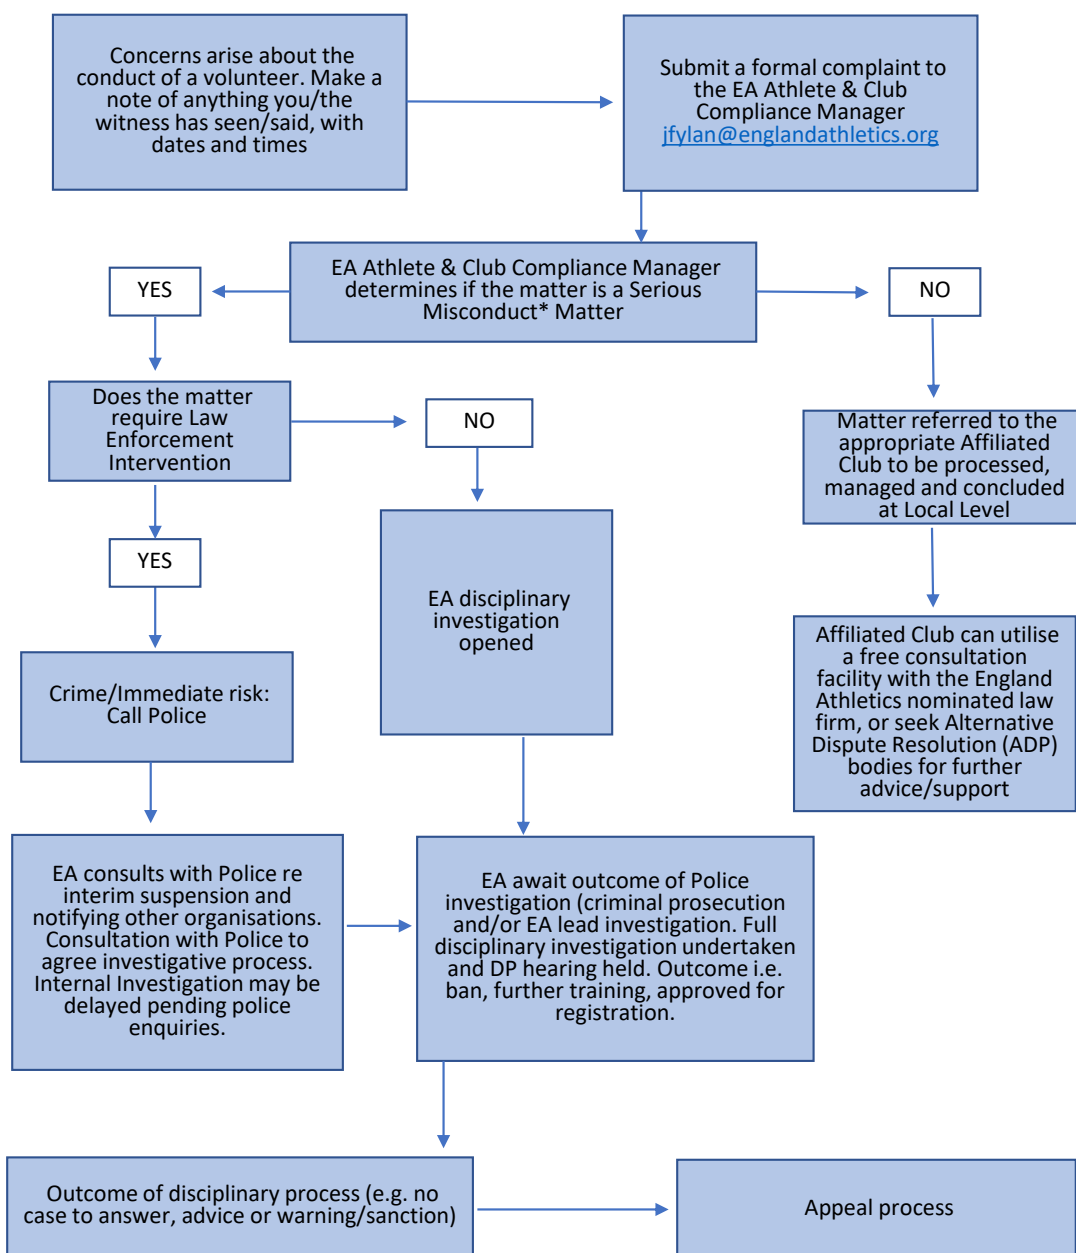 Concerns arise about the
conduct of a volunteer. Make a
note of anything you/the
witness has seen/said, with
dates and times
Submit a formal complaint to
the EA Athlete & Club
Compliance Manager
jfylan@englandathletics.org
EA Athlete & Club Compliance Manager
determines if the matter is a Serious
Misconduct* Matter
YES
NO
Does the matter
require Law
Enforcement
Intervention
NO
Matter referred to the
appropriate Affiliated
Club to be processed,
managed and concluded
at Local Level
YES
EA disciplinary
investigation
opened
Affiliated Club can utilise
a free consultation
facility with the England
Athletics nominated law
firm, or seek Alternative
Dispute Resolution (ADP)
bodies for further
advice/support
Crime/Immediate risk:
Call Police
EA consults with Police re
interim suspension and
notifying other organisations.
Consultation with Police to
agree investigative process.
Internal Investigation may be
delayed pending police
enquiries.
EA await outcome of Police
investigation (criminal prosecution
and/or EA lead investigation. Full
disciplinary investigation undertaken
and DP hearing held. Outcome i.e.
ban, further training, approved for
registration.
Outcome of disciplinary process (e.g. no
case to answer, advice or warning/sanction)
Appeal process